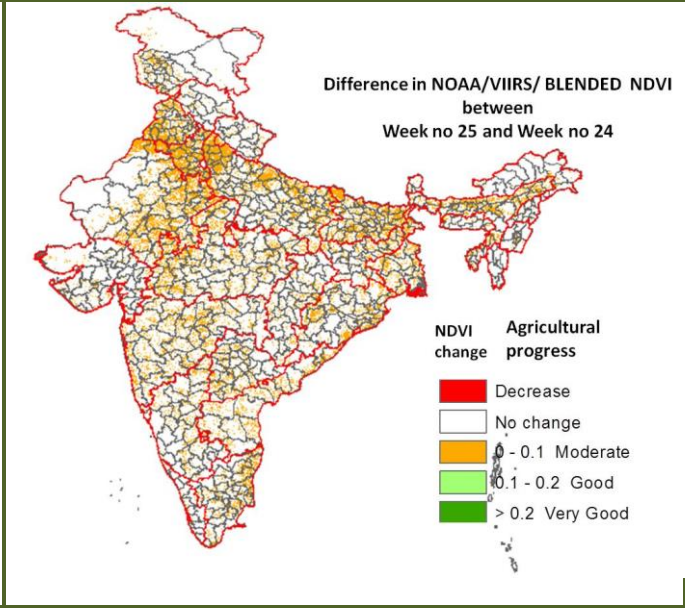 Difference in NOAA/VIIRS/ BLENDED NDVI
between
Week no 25 and Week no 24
NDVI change
Agricultural progress
Decrease
No change
0 - 0.1 Moderate
0.1 - 0.2 Good
> 0.2 Very Good